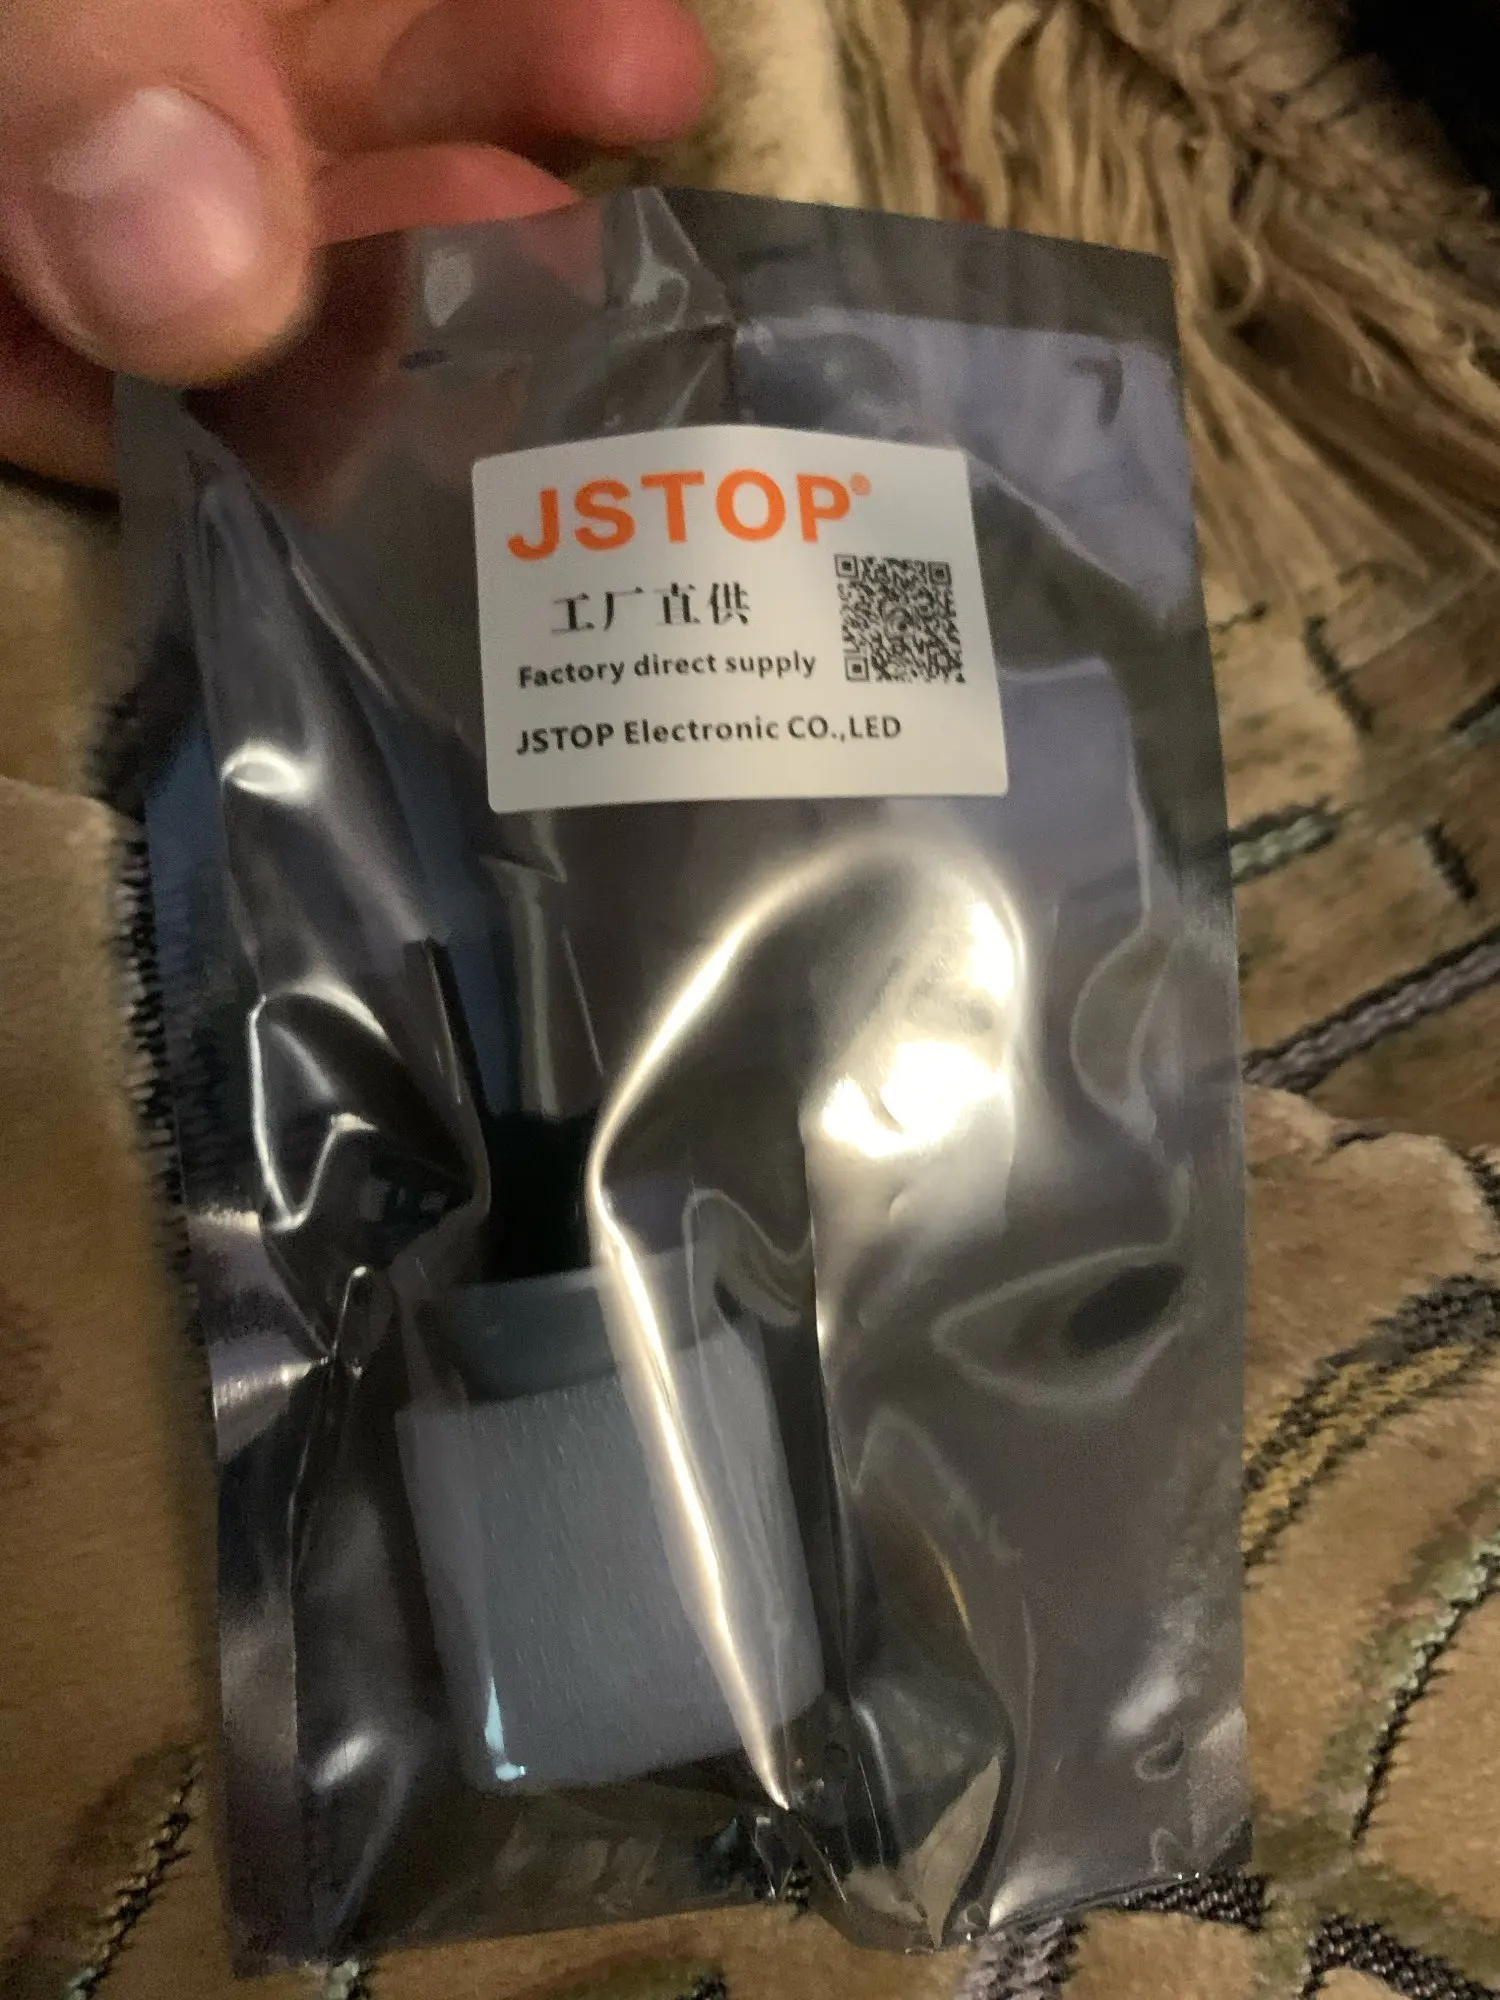 JSTOP®
工厂直供
Factory direct supply
JSTOP Electronic CO.,LED